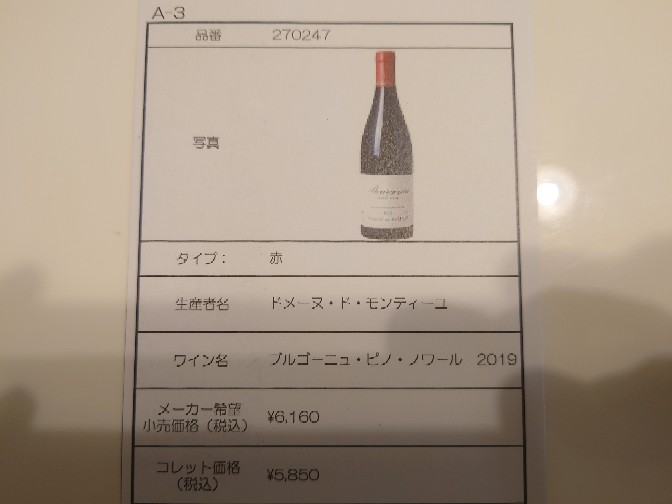 A-3
品番 270247
写真
タイプ： 赤
生産者名 ドメーヌ・ド・モンティーユ
ワイン名 ブルゴーニュ・ピノ・ノワール 2019
メーカー希望
小売価格（税込） ¥6,160
コレット価格
（税込） ¥5,850